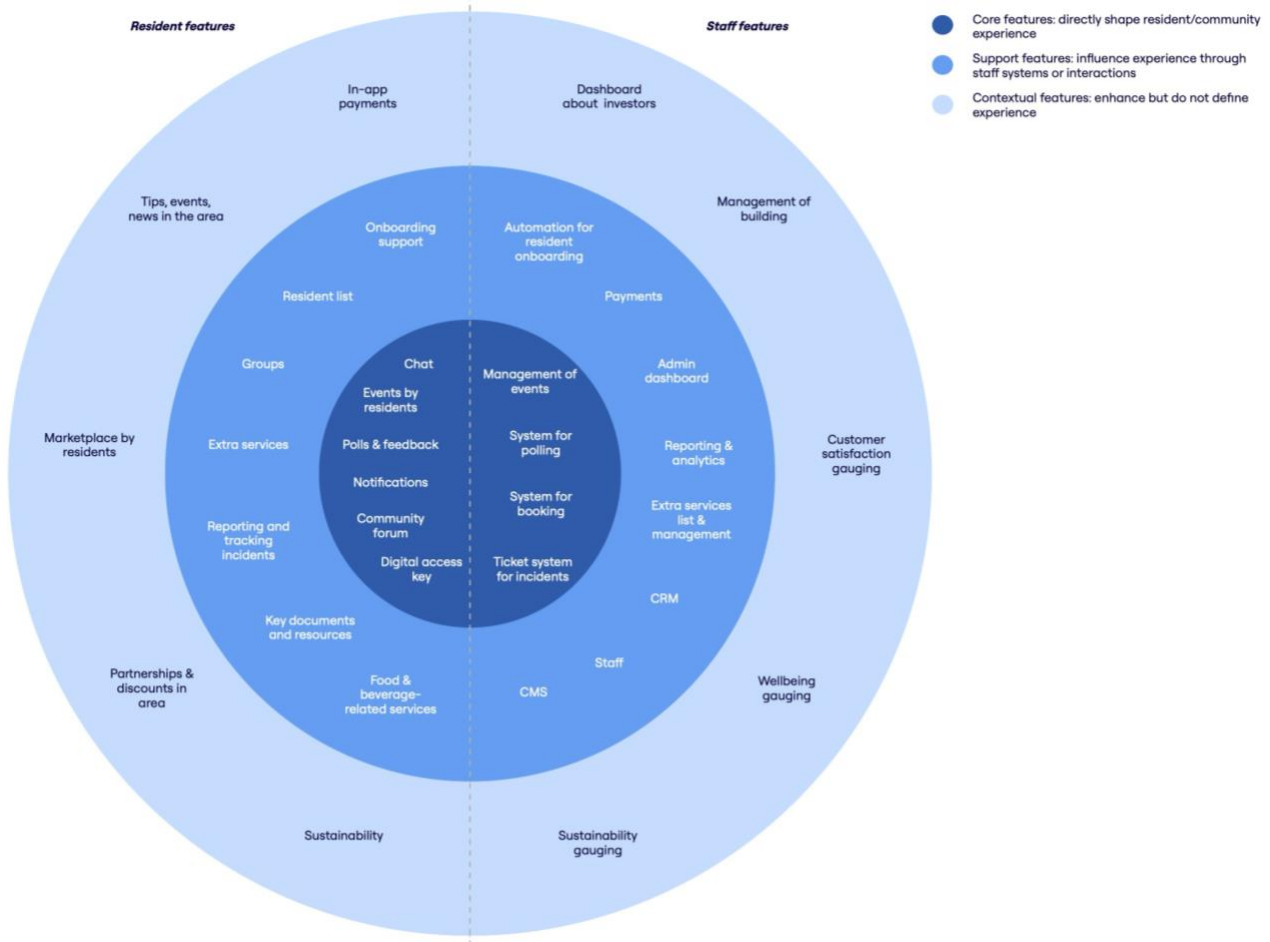 Resident features
Staff features
Core features: directly shape resident/community
experience
Support features: influence experience through
staff systems or interactions
Contextual features: enhance but do not define
experience
In-app
payments
Tips, events,
news in the area
Marketplace by
residents
Partnerships &
discounts in
area
Sustainability
Onboarding
support
Resident list
Groups
Extra services
Reporting and
tracking
incidents
Key documents
and resources
Food &
beverage-
related services
Chat
Events by
residents
Polls & feedback
Notifications
Community
forum
Digital access
key
Management of
events
System for
polling
System for
booking
Ticket system
for incidents
Automation for
resident
onboarding
Payments
Admin
dashboard
Reporting &
analytics
Extra services
list &
management
CRM
Staff
CMS
Dashboard
about investors
Management of
building
Customer
satisfaction
gauging
Wellbeing
gauging
Sustainability
gauging